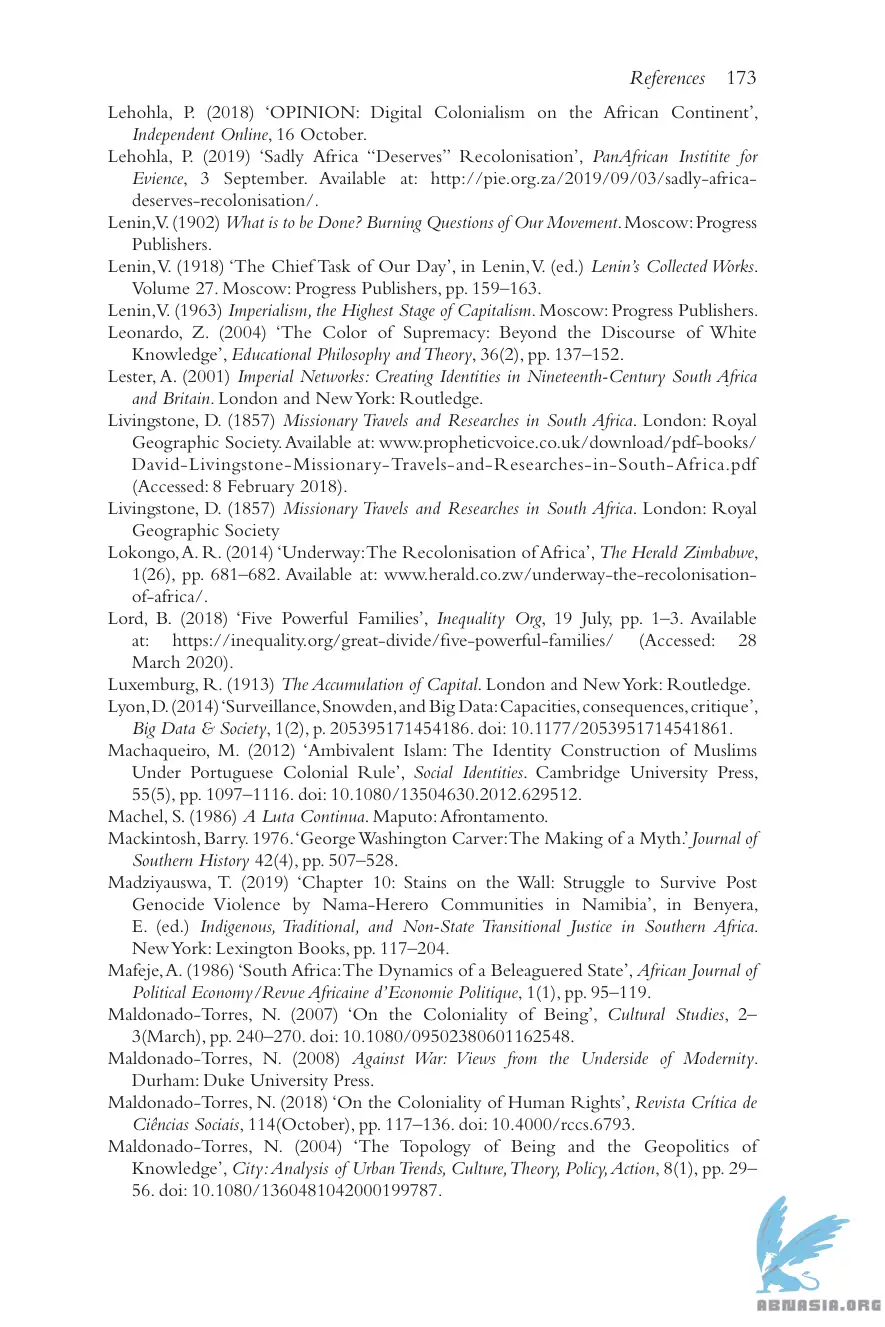 References 173
Lehohla, P. (2018) ‘OPINION: Digital Colonialism on the African Continent’,
Independent Online, 16 October.
Lehohla, P. (2019) ‘Sadly Africa “Deserves” Recolonisation’, PanAfrican Institite for
Evience, 3 September. Available at: http://pie.org.za/2019/09/03/sadly-africa-
deserves-recolonisation/.
Lenin, V. (1902) What is to be Done? Burning Questions of Our Movement. Moscow: Progress
Publishers.
Lenin, V. (1918) ‘The Chief Task of Our Day’, in Lenin, V. (ed.) Lenin’s Collected Works.
Volume 27. Moscow: Progress Publishers, pp. 159–163.
Lenin, V. (1963) Imperialism, the Highest Stage of Capitalism. Moscow: Progress Publishers.
Leonardo, Z. (2004) ‘The Color of Supremacy: Beyond the Discourse of White
Knowledge’, Educational Philosophy and Theory, 36(2), pp. 137–152.
Lester, A. (2001) Imperial Networks: Creating Identities in Nineteenth-Century South Africa
and Britain. London and New York: Routledge.
Livingstone, D. (1857) Missionary Travels and Researches in South Africa. London: Royal
Geographic Society. Available at: www.propheticvoice.co.uk/download/pdf-books/
David-Livingstone-Missionary-Travels-and-Researches-in-South-Africa.pdf
(Accessed: 8 February 2018).
Livingstone, D. (1857) Missionary Travels and Researches in South Africa. London: Royal
Geographic Society
Lokongo, A. R. (2014) ‘Underway: The Recolonisation of Africa’, The Herald Zimbabwe,
1(26), pp. 681–682. Available at: www.herald.co.zw/underway-the-recolonisation-
of-africa/.
Lord, B. (2018) ‘Five Powerful Families’, Inequality Org, 19 July, pp. 1–3. Available
at: https://inequality.org/great-divide/five-powerful-families/ (Accessed: 28
March 2020).
Luxemburg, R. (1913) The Accumulation of Capital. London and New York: Routledge.
Lyon, D. (2014) ‘Surveillance, Snowden, and Big Data: Capacities, consequences, critique’,
Big Data & Society, 1(2), p. 205395171454186. doi: 10.1177/2053951714541861.
Machaqueiro, M. (2012) ‘Ambivalent Islam: The Identity Construction of Muslims
Under Portuguese Colonial Rule’, Social Identities. Cambridge University Press,
55(5), pp. 1097–1116. doi: 10.1080/13504630.2012.629512.
Machel, S. (1986) A Luta Continua. Maputo: Afrontamento.
Mackintosh, Barry. 1976. ‘George Washington Carver: The Making of a Myth.’ Journal of
Southern History 42(4), pp. 507–528.
Madziyauswa, T. (2019) ‘Chapter 10: Stains on the Wall: Struggle to Survive Post
Genocide Violence by Nama-Herero Communities in Namibia’, in Benyera,
E. (ed.) Indigenous, Traditional, and Non-State Transitional Justice in Southern Africa.
New York: Lexington Books, pp. 117–204.
Mafeje, A. (1986) ‘South Africa: The Dynamics of a Beleaguered State’, African Journal of
Political Economy/Revue Africaine d’Economie Politique, 1(1), pp. 95–119.
Maldonado-Torres, N. (2007) ‘On the Coloniality of Being’, Cultural Studies, 2–
3(March), pp. 240–270. doi: 10.1080/09502380601162548.
Maldonado-Torres, N. (2008) Against War: Views from the Underside of Modernity.
Durham: Duke University Press.
Maldonado-Torres, N. (2018) ‘On the Coloniality of Human Rights’, Revista Crítica de
Ciências Sociais, 114(October), pp. 117–136. doi: 10.4000/rccs.6793.
Maldonado-Torres, N. (2004) ‘The Topology of Being and the Geopolitics of
Knowledge’, City: Analysis of Urban Trends, Culture, Theory, Policy, Action, 8(1), pp. 29–
56. doi: 10.1080/1360481042000199787.
ABNASIA.ORG